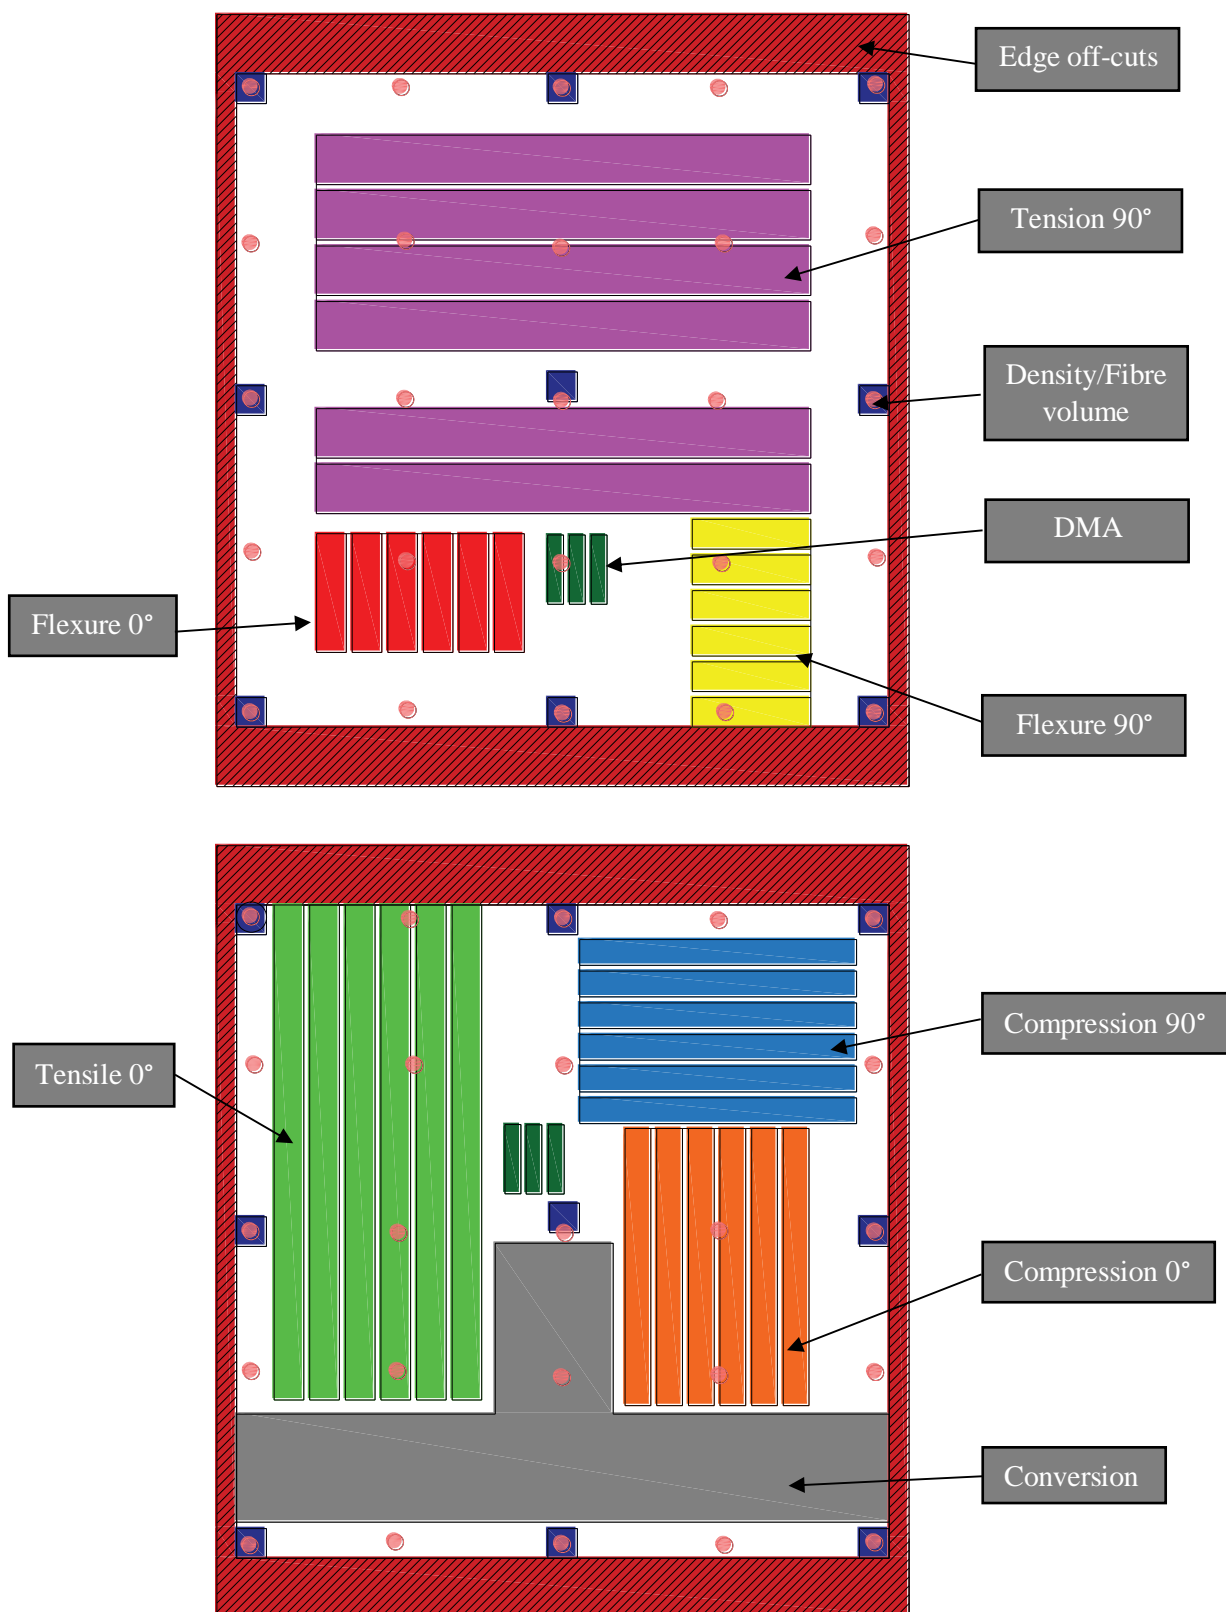 Edge off-cuts
Tension 90°
Density/Fibre
volume
DMA
Flexure 0°
Flexure 90°
Compression 90°
Tensile 0°
Compression 0°
Conversion